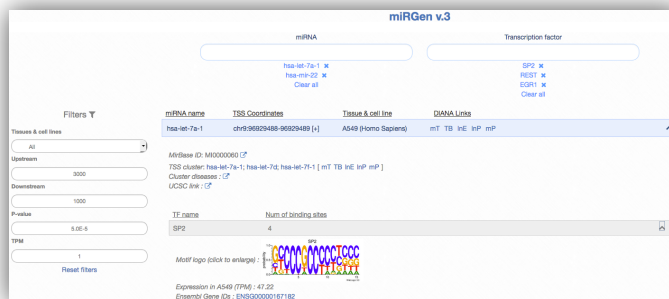 miRGen v.3
miRNA
Transcription factor
hsa-let-7a-1 ×
hsa-mir-22 ×
Clear all
SP2 ×
REST ×
EGR1 ×
Clear all
Filters
Tissues & cell lines
All
Upstream
3000
Downstream
1000
P-value
5.0E-5
TPM
1
Reset filters
miRNA name TSS Coordinates Tissue & cell line DIANA Links
hsa-let-7a-1 chr9:96929488-96929489 [+] A549 (Homo Sapiens) mT TB InE InP mP
MirBase ID: MI0000060
TSS cluster: hsa-let-7a-1; hsa-let-7d; hsa-let-7f-1 [ mT TB InE InP mP ]
Cluster diseases :
UCSC link :
TF name Num of binding sites
SP2 4
SP2
Motif logo (click to enlarge) :
Expression in A549 (TPM) : 47.22
Ensembl Gene IDs : ENSG00000167182